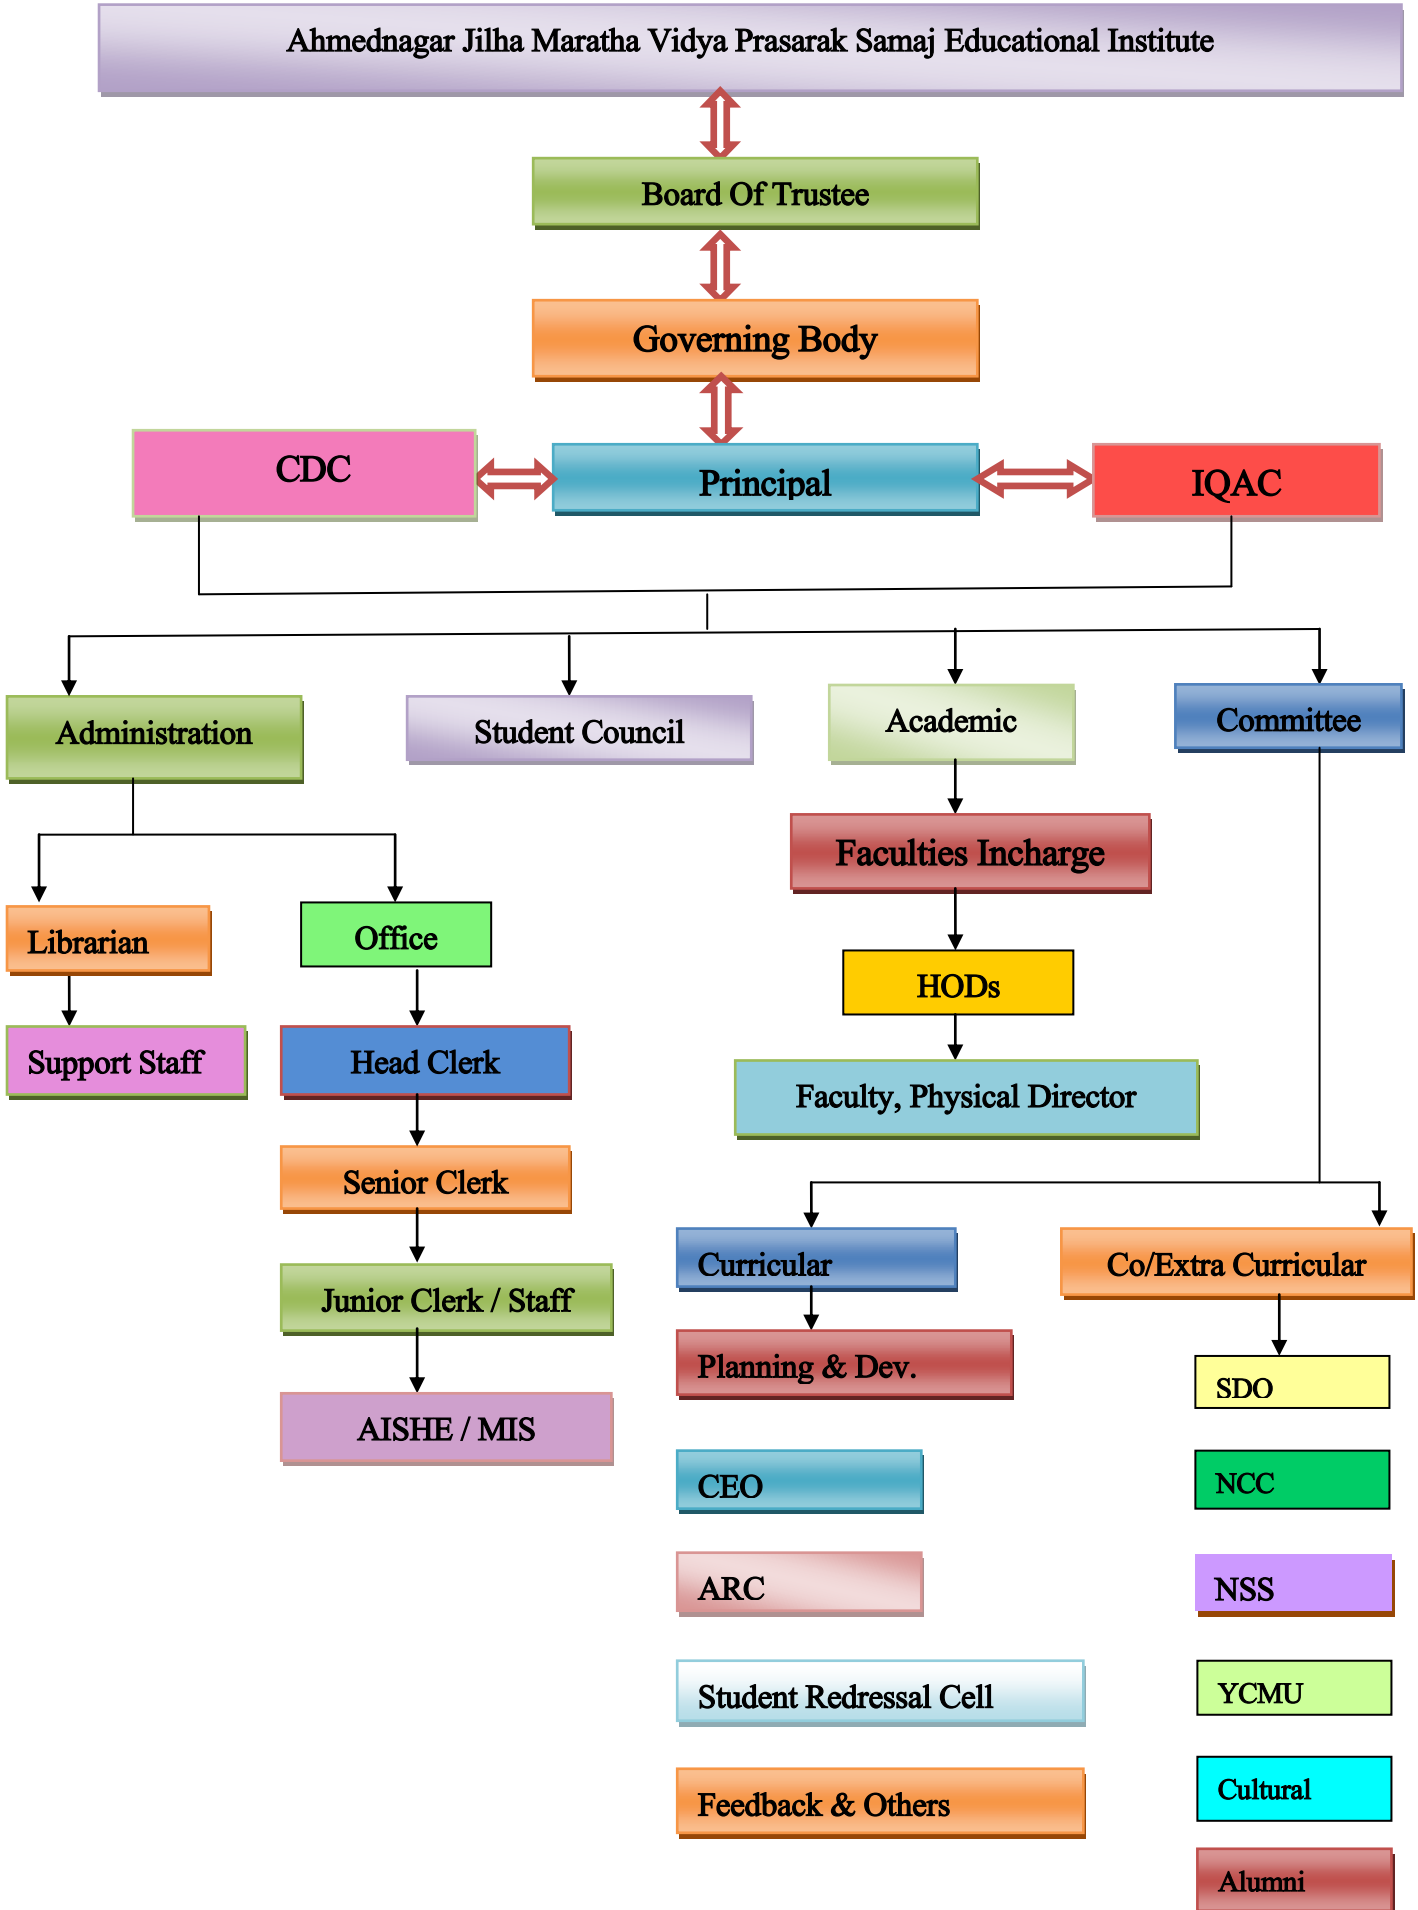 Ahmednagar Jilha Maratha Vidya Prasarak Samaj Educational Institute
Board Of Trustee
Governing Body
CDC
Principal
IQAC
Administration
Student Council
Academic
Committee
Faculties Incharge
Librarian
Office
HODs
Support Staff
Head Clerk
Faculty, Physical Director
Senior Clerk
Curricular
Co/Extra Curricular
Junior Clerk / Staff
Planning & Dev.
SDO
AISHE / MIS
CEO
NCC
ARC
NSS
Student Redressal Cell
YCMU
Feedback & Others
Cultural
Alumni